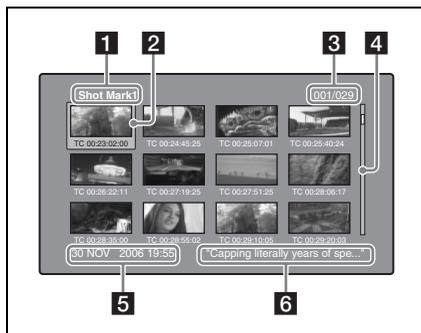 1 2 3 4
Shot Mark1 001/029
TC 00:23:02:00 TC 00:24:45:25 TC 00:25:07:01 TC 00:25:40:24
TC 00:26:22:11 TC 00:27:19:25 TC 00:27:51:25 TC 00:28:06:17
TC 00:28:35:00 TC 00:28:55:02 TC 00:29:10:05 TC 00:29:20:03
30 NOV 2006 19:55 "Capping literally years of spe..."
5 6